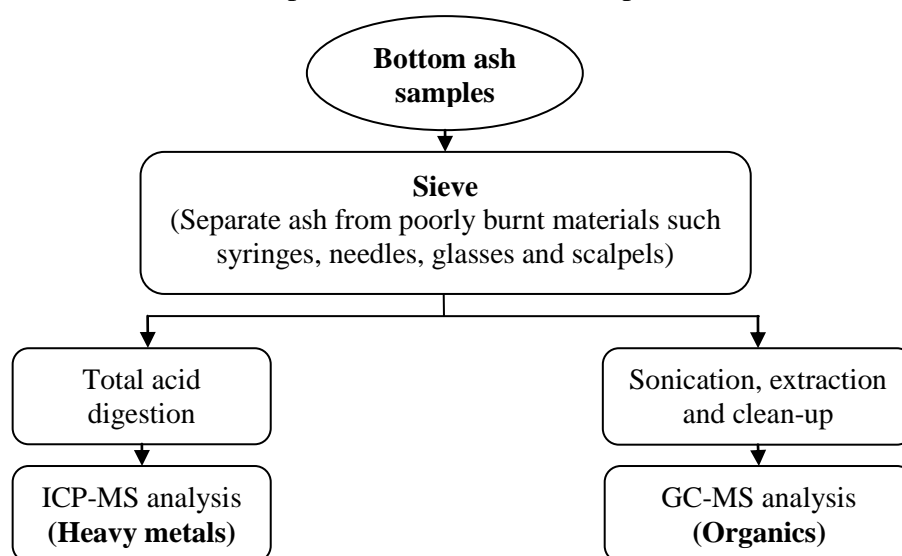 Bottom ash
samples
Sieve
(Separate ash from poorly burnt materials such
syringes, needles, glasses and scalpels)
Total acid
digestion
Sonication, extraction
and clean-up
ICP-MS analysis
(Heavy metals)
GC-MS analysis
(Organics)